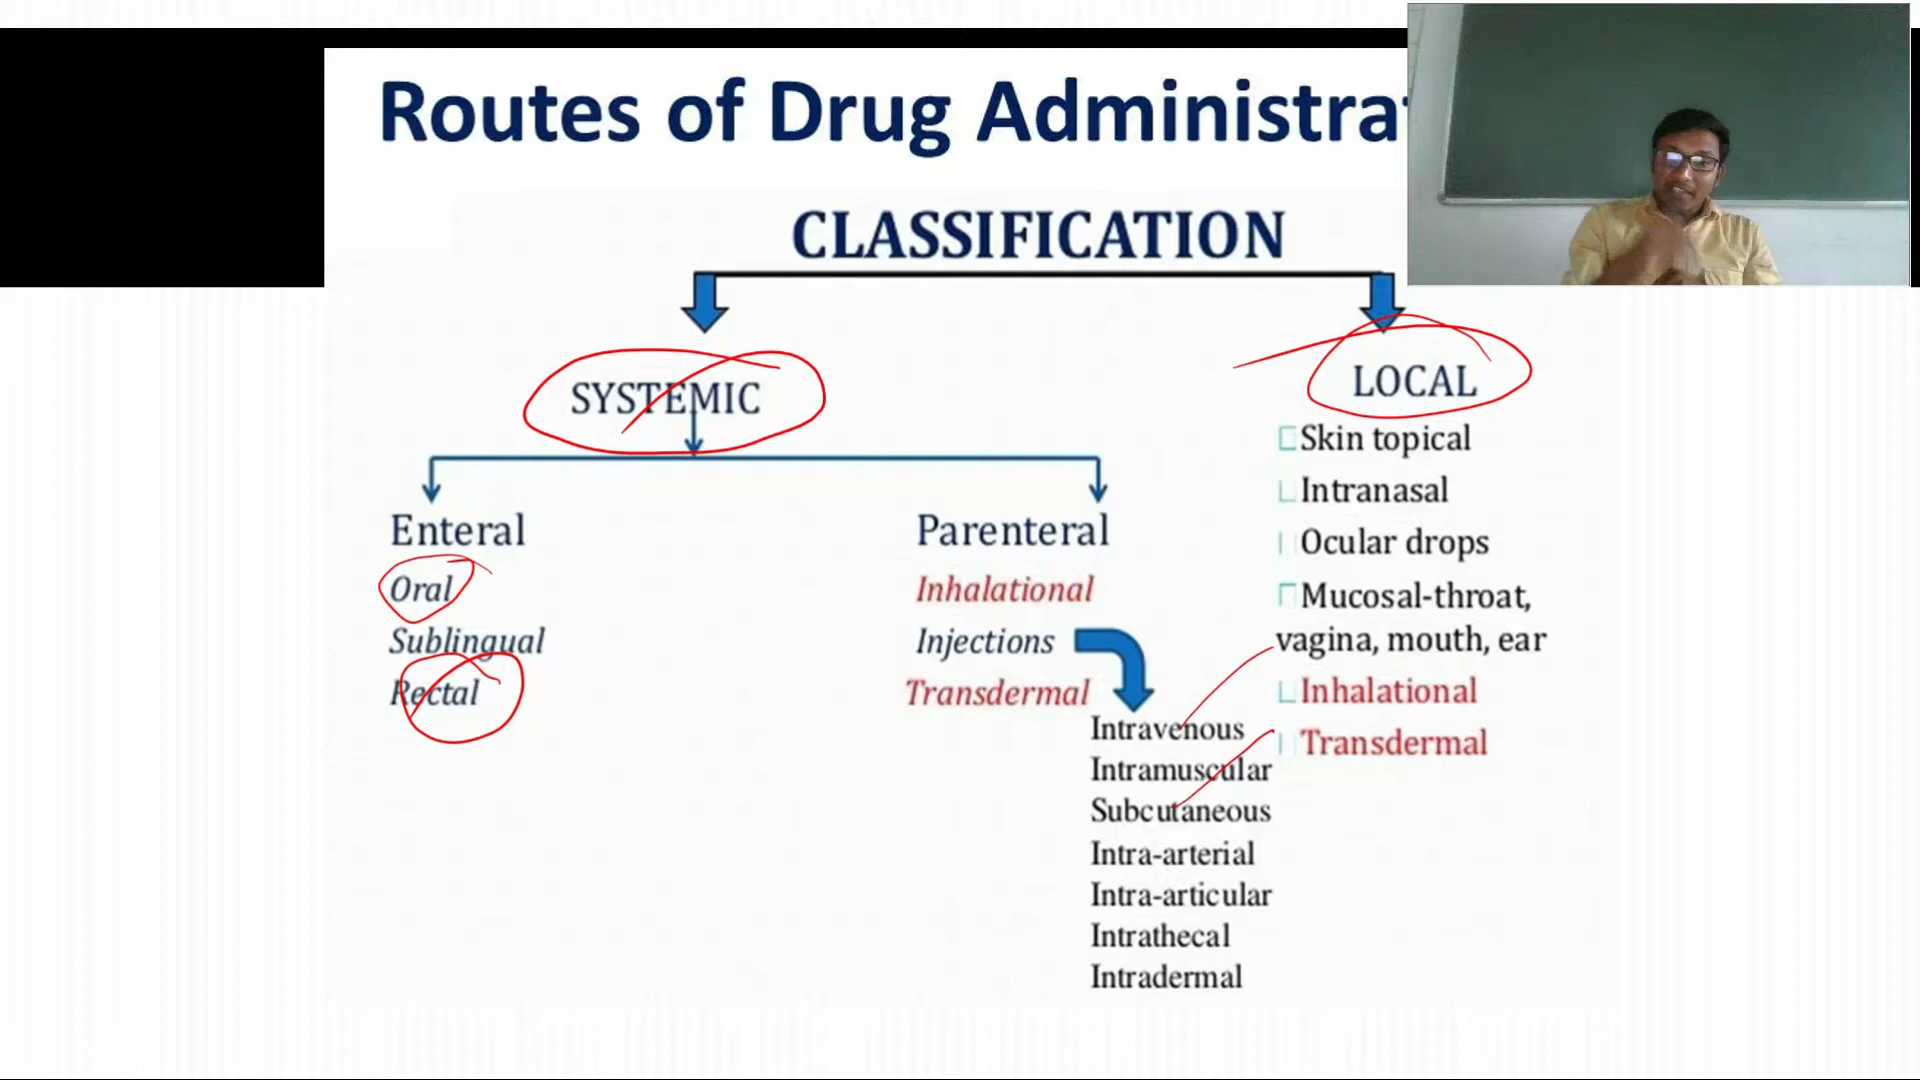 Routes of Drug Administrat
CLASSIFICATION
SYSTEMIC
Enteral
Oral
Sublingual
Rectal
Parenteral
Inhalational
Injections
Transdermal
Intravenous
Intramuscular
Subcutaneous
Intra-arterial
Intra-articular
Intrathecal
Intradermal
LOCAL
Skin topical
Intranasal
Ocular drops
Mucosal-throat,
vagina, mouth, ear
Inhalational
Transdermal